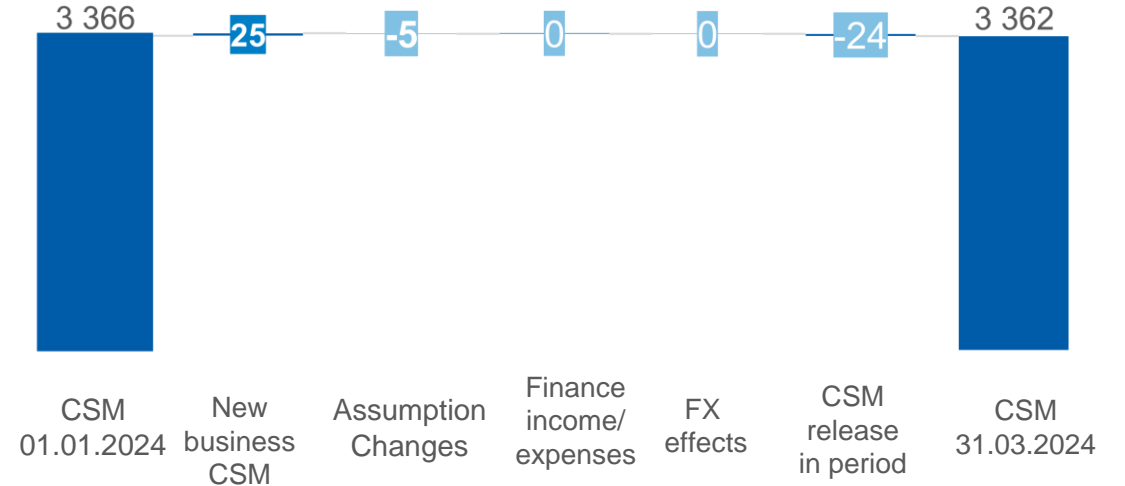 3 366
25
-5
0
0
-24
3 362
CSM
01.01.2024
New
business
CSM
Assumption
Changes
Finance
income/
expenses
FX
effects
CSM
release
in period
CSM
31.03.2024